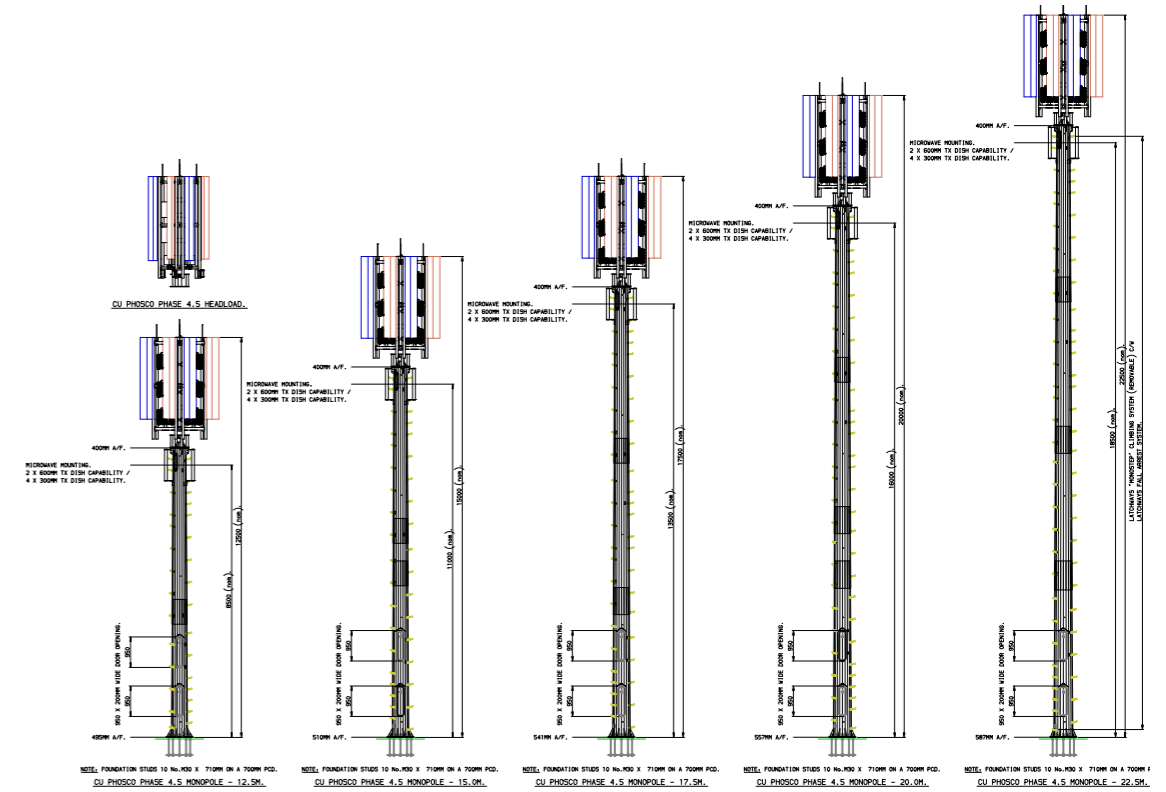 CU PHOSCO PHASE 4.5 HEADLOAD.
400MM A/F.
MICROWAVE MOUNTING.
2 X 600MM TX DISH CAPABILITY /
4 X 300MM TX DISH CAPABILITY.
12500 (nom).
8500 (nom).
950 X 200MM WIDE DOOR OPENING.
950
950
495MM A/F.
NOTE: FOUNDATION STUDS 10 No.M30 X 710MM ON A 700MM PCD.
CU PHOSCO PHASE 4.5 MONOPOLE - 12.5M.
400MM A/F.
MICROWAVE MOUNTING.
2 X 600MM TX DISH CAPABILITY /
4 X 300MM TX DISH CAPABILITY.
15000 (nom).
11000 (nom).
950 X 200MM WIDE DOOR OPENING.
950
950
510MM A/F.
NOTE: FOUNDATION STUDS 10 No.M30 X 710MM ON A 700MM PCD.
CU PHOSCO PHASE 4.5 MONOPOLE - 15.0M.
400MM A/F.
MICROWAVE MOUNTING.
2 X 600MM TX DISH CAPABILITY /
4 X 300MM TX DISH CAPABILITY.
17500 (nom).
13500 (nom).
950 X 200MM WIDE DOOR OPENING.
950
950
541MM A/F.
NOTE: FOUNDATION STUDS 10 No.M30 X 710MM ON A 700MM PCD.
CU PHOSCO PHASE 4.5 MONOPOLE - 17.5M.
400MM A/F.
MICROWAVE MOUNTING.
2 X 600MM TX DISH CAPABILITY /
4 X 300MM TX DISH CAPABILITY.
20000 (nom).
16000 (nom).
950 X 200MM WIDE DOOR OPENING.
950
950
557MM A/F.
NOTE: FOUNDATION STUDS 10 No.M30 X 710MM ON A 700MM PCD.
CU PHOSCO PHASE 4.5 MONOPOLE - 20.0M.
400MM A/F.
MICROWAVE MOUNTING.
2 X 600MM TX DISH CAPABILITY /
4 X 300MM TX DISH CAPABILITY.
22500 (nom).
18500 (nom).
LATCHWAYS 'MONOSTEP' CLIMBING SYSTEM (REMOVABLE) C/W
LATCHWAYS FALL ARREST SYSTEM.
950 X 200MM WIDE DOOR OPENING.
950
950
587MM A/F.
NOTE: FOUNDATION STUDS 10 No.M30 X 710MM ON A 700MM P
CU PHOSCO PHASE 4.5 MONOPOLE - 22.5M.